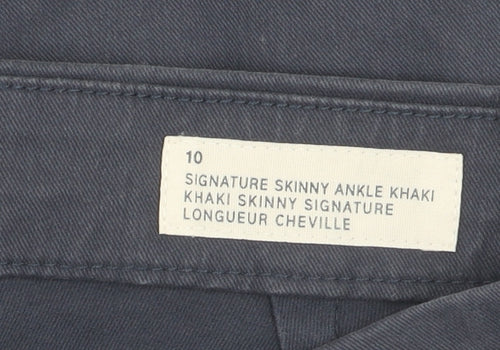 10
SIGNATURE SKINNY ANKLE KHAKI
KHAKI SKINNY SIGNATURE
LONGUEUR CHEVILLE